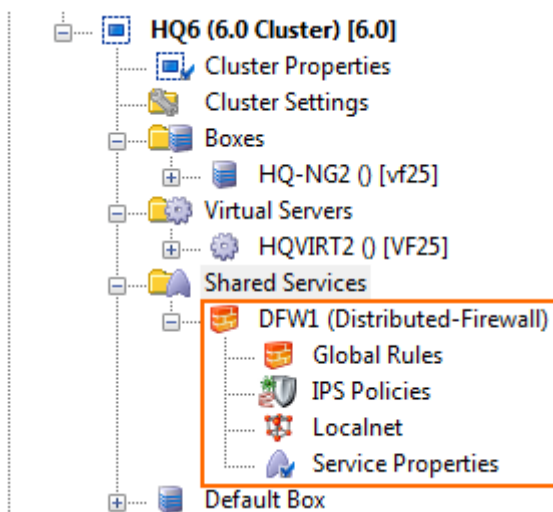 HQ6 (6.0 Cluster) [6.0]
Cluster Properties
Cluster Settings
Boxes
HQ-NG2 () [vf25]
Virtual Servers
HQVIRT2 () [VF25]
Shared Services
DFW1 (Distributed-Firewall)
Global Rules
IPS Policies
Localnet
Service Properties
Default Box